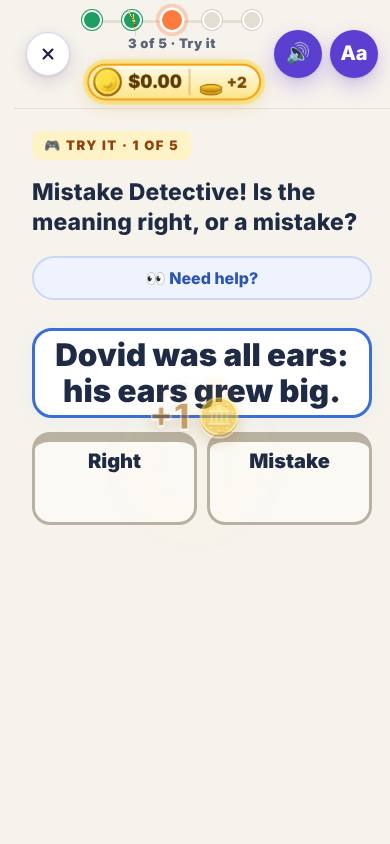 3 of 5 · Try it
Aa
$0.00 +2
🎮 TRY IT · 1 OF 5
Mistake Detective! Is the
meaning right, or a mistake?
👀 Need help?
Dovid was all ears:
his ears grew big.
+1
Right
Mistake